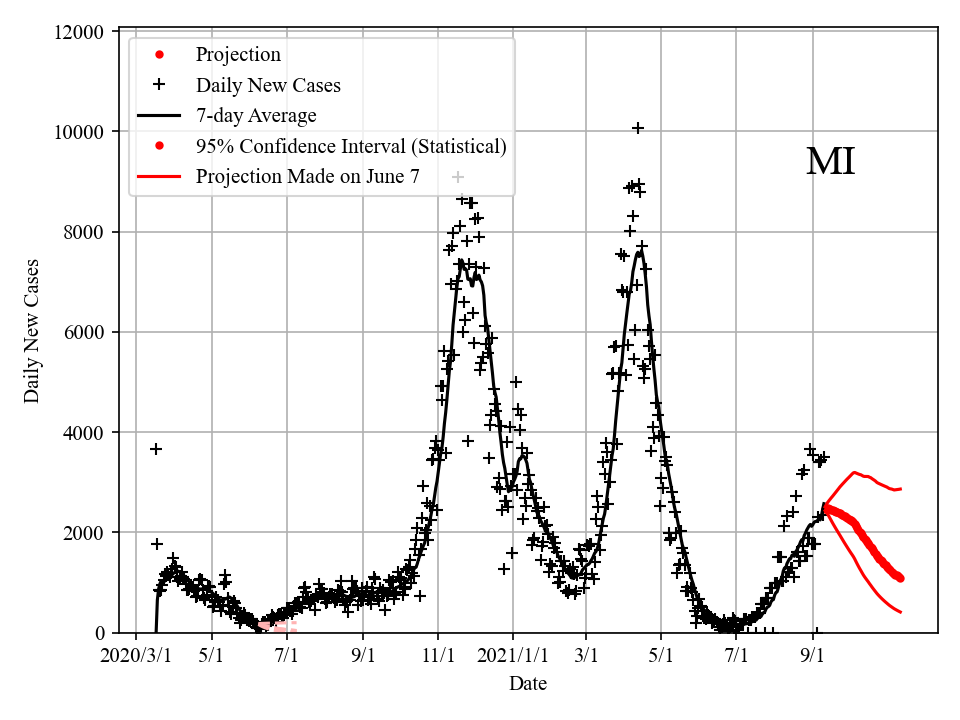 12000
10000
8000
6000
4000
2000
0
Daily New Cases
Projection
Daily New Cases
7-day Average
95% Confidence Interval (Statistical)
Projection Made on June 7
MI
2020/3/1 5/1 7/1 9/1 11/1 2021/1/1 3/1 5/1 7/1 9/1
Date